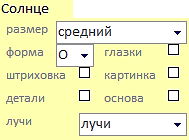 Солнце
размер средний
форма О глазки
штриховка картинка
детали основа
лучи лучи